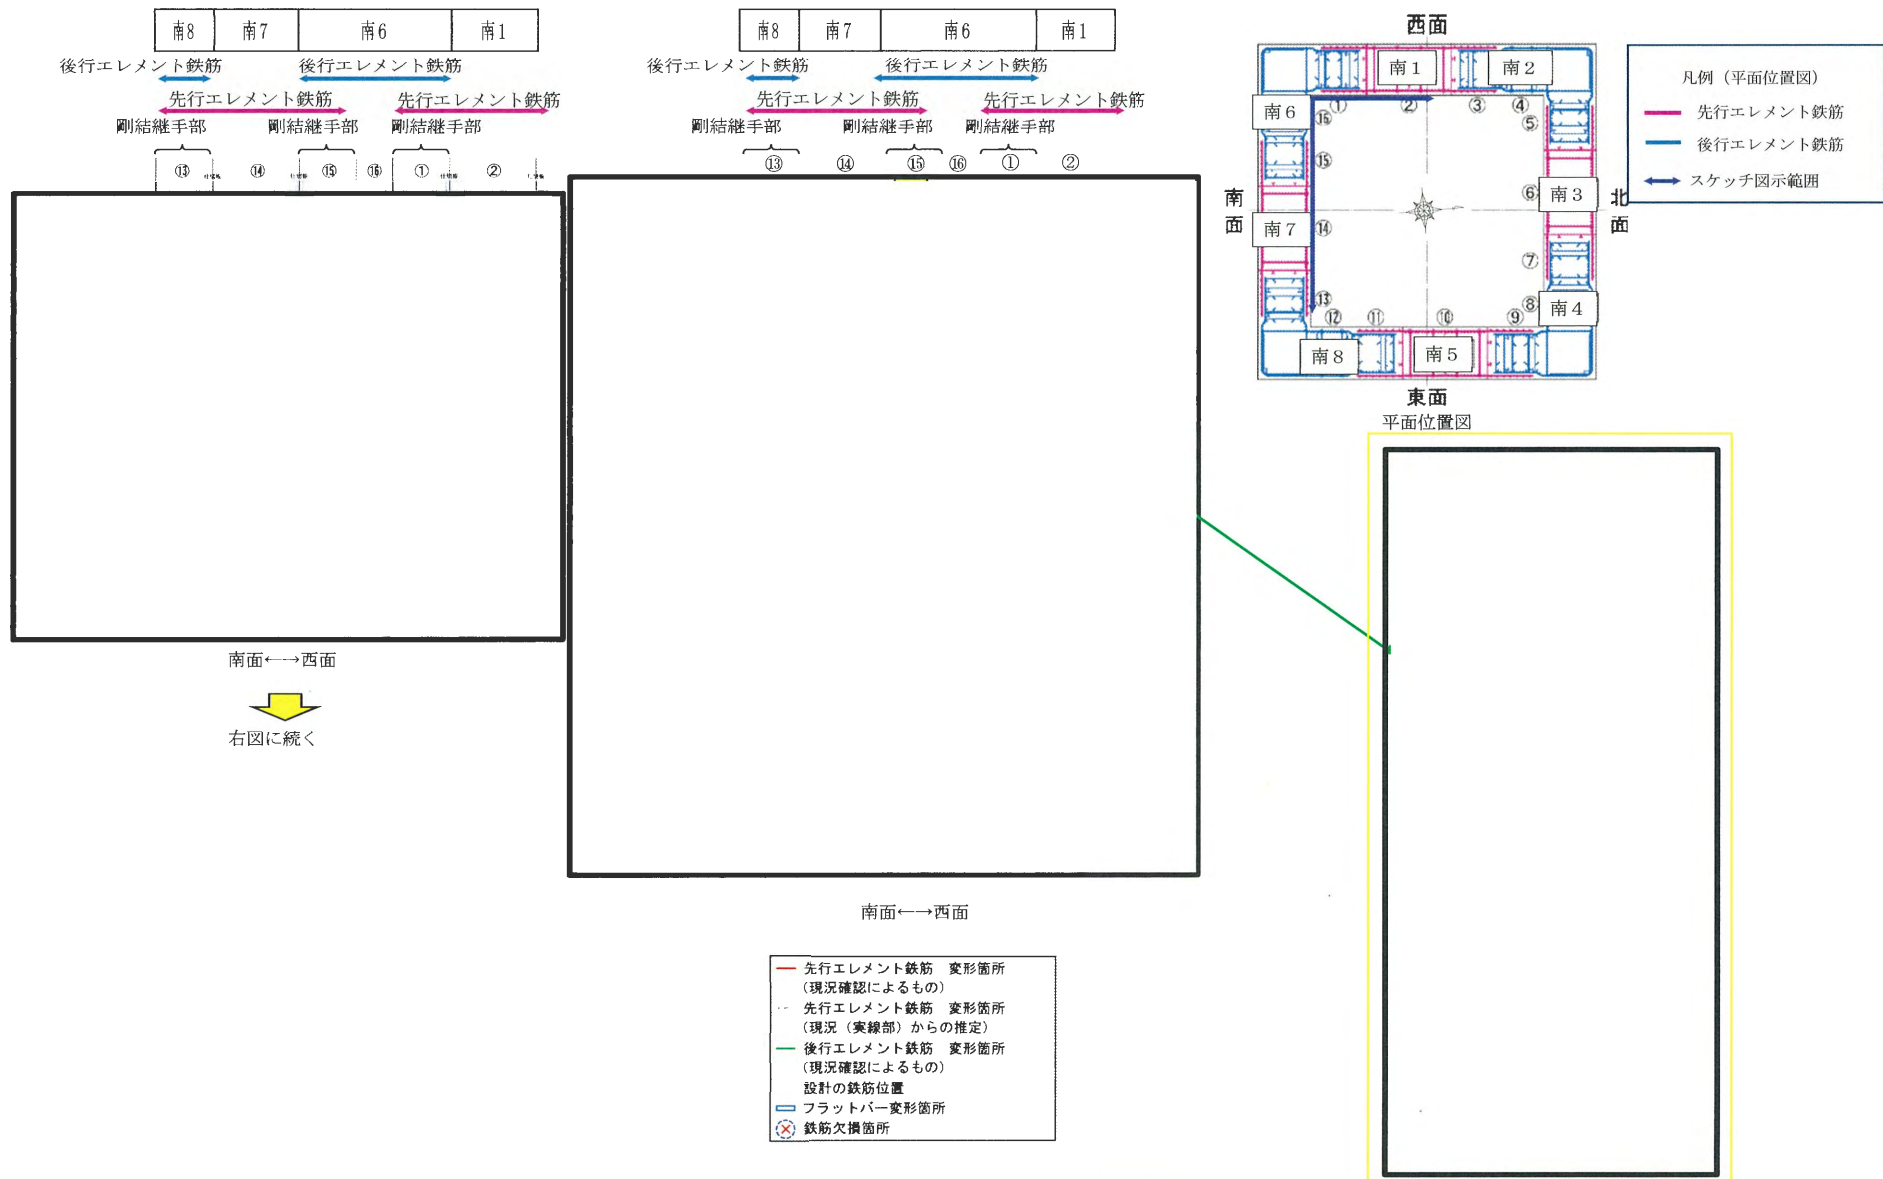 南8 南7 南6 南1
後行エレメント鉄筋 後行エレメント鉄筋
先行エレメント鉄筋 先行エレメント鉄筋
剛結継手部 剛結継手部 剛結継手部
⑬ ⑭ ⑮ ⑯ ① ②
南面←→西面
右図に続く
南8 南7 南6 南1
後行エレメント鉄筋 後行エレメント鉄筋
先行エレメント鉄筋 先行エレメント鉄筋
剛結継手部 剛結継手部 剛結継手部
⑬ ⑭ ⑮ ⑯ ① ②
南面←→西面
先行エレメント鉄筋 変形箇所
(現況確認によるもの)
先行エレメント鉄筋 変形箇所
(現況（実線部）からの推定)
後行エレメント鉄筋 変形箇所
(現況確認によるもの)
設計の鉄筋位置
フラットバー変形箇所
鉄筋欠損箇所
西面
南1 南2
南6 ① ② ③ ④
⑯ ⑤
⑮
南面 ⑥ 南3 北面
南7 ⑭
⑦
⑬ ⑧ 南4
⑫ ⑪ ⑩ ⑨
南8 南5
東面
平面位置図
凡例（平面位置図）
先行エレメント鉄筋
後行エレメント鉄筋
スケッチ図示範囲